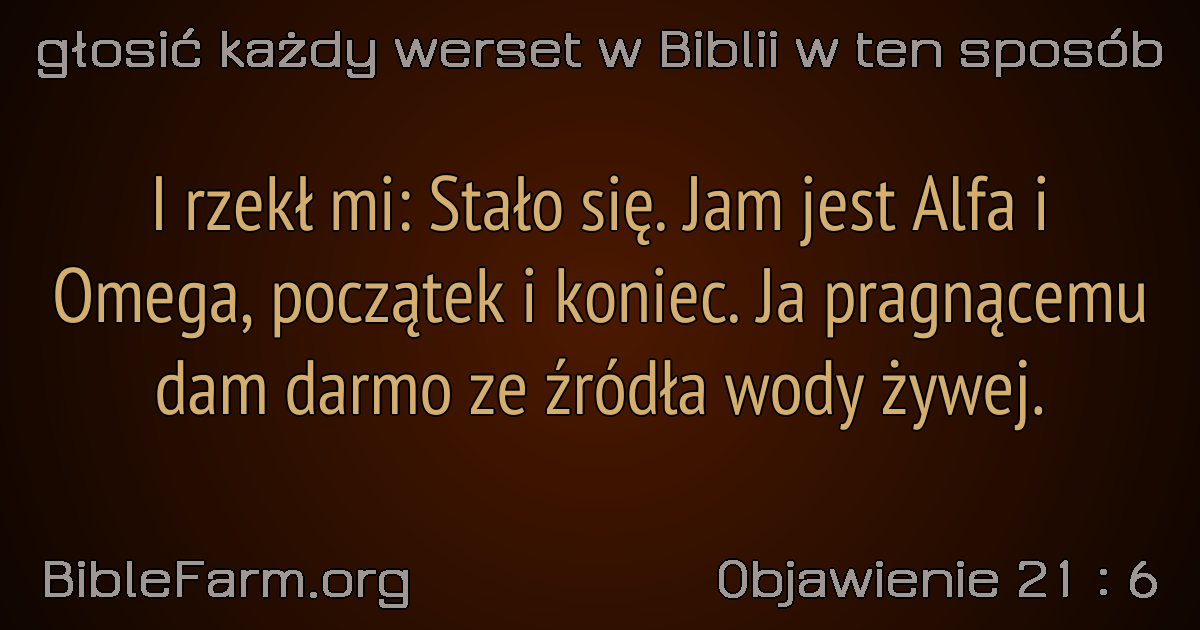 głosić każdy werset w Biblii w ten sposób
I rzekł mi: Stało się. Jam jest Alfa i
Omega, początek i koniec. Ja pragnącemu
dam darmo ze źródła wody żywej.
BibleFarm.org
Objawienie 21 : 6